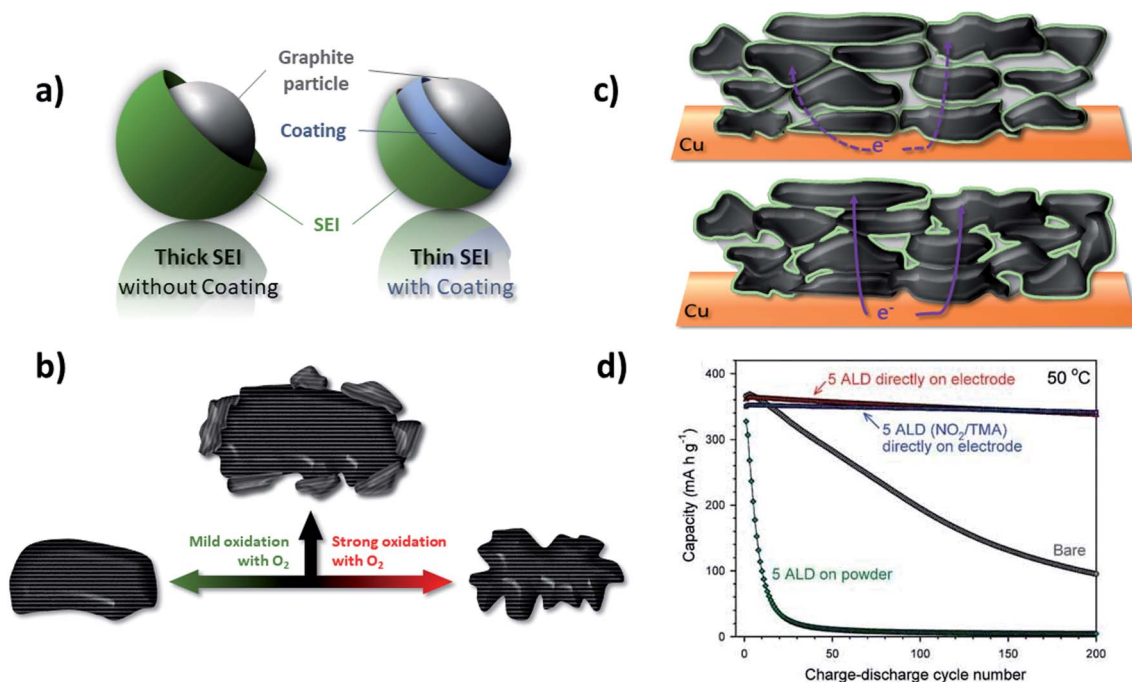 a)
Graphite
particle
Coating
SEI
Thick SEI
without Coating
Thin SEI
with Coating
b)
Mild oxidation
with O₂
Strong oxidation
with O₂
c)
Cu
e⁻
Cu
e⁻
d)
400
300
200
100
0
Capacity (mA h g⁻¹)
5 ALD directly on electrode
50 °C
5 ALD (NO₂/TMA)
directly on electrode
Bare
5 ALD on powder
0
50
100
150
200
Charge-discharge cycle number